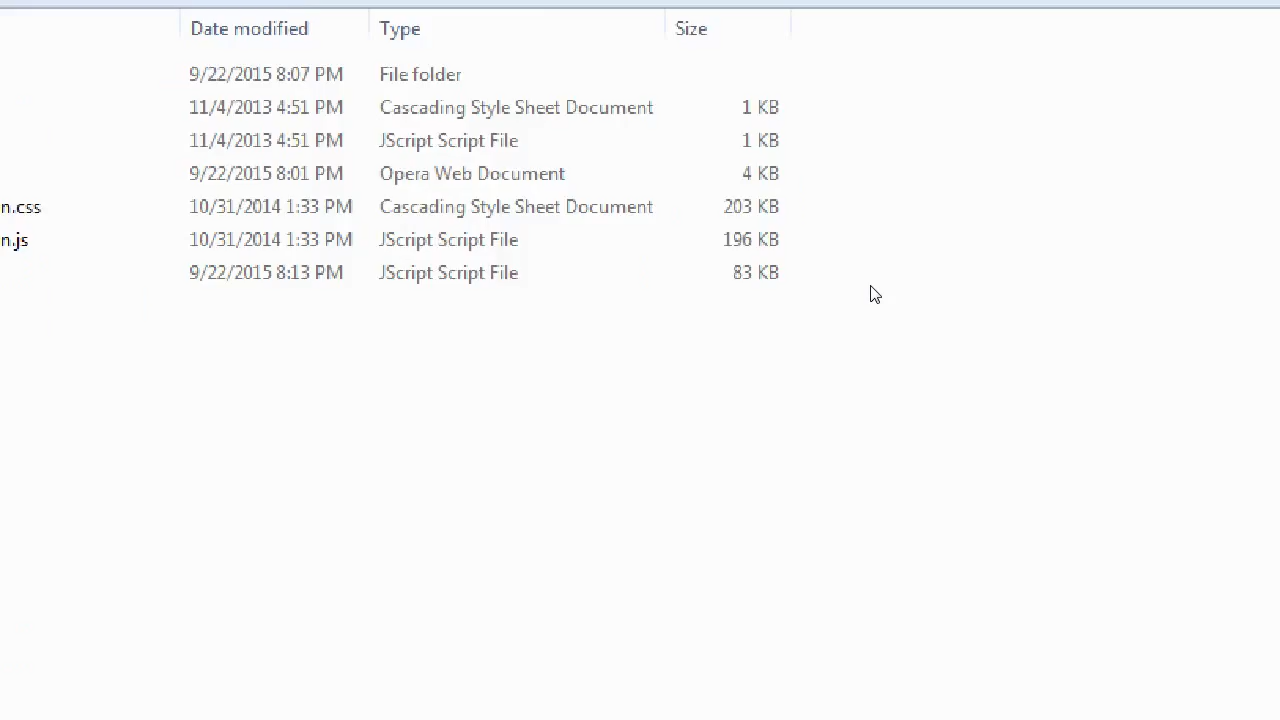 Date modified Type Size
9/22/2015 8:07 PM File folder
11/4/2013 4:51 PM Cascading Style Sheet Document 1 KB
11/4/2013 4:51 PM JScript Script File 1 KB
9/22/2015 8:01 PM Opera Web Document 4 KB
n.css 10/31/2014 1:33 PM Cascading Style Sheet Document 203 KB
n.js 10/31/2014 1:33 PM JScript Script File 196 KB
9/22/2015 8:13 PM JScript Script File 83 KB